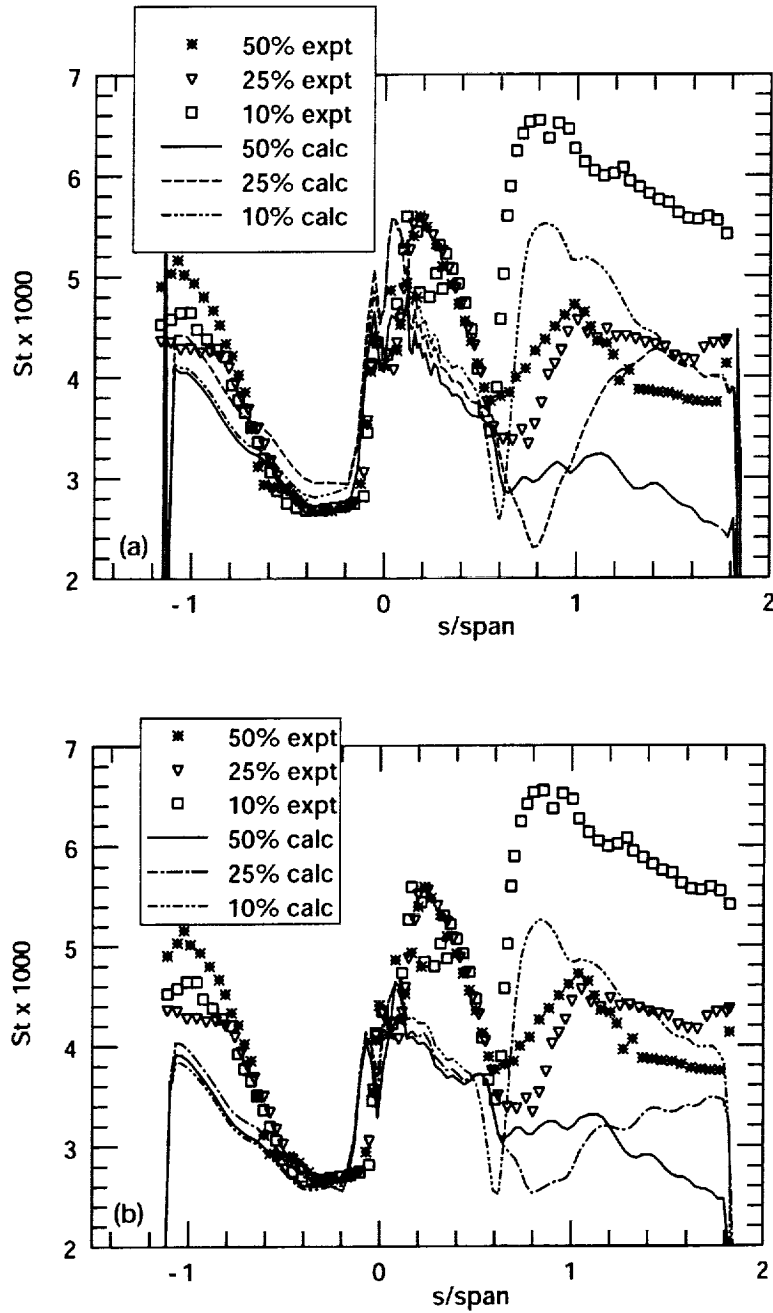 50% expt
25% expt
10% expt
50% calc
25% calc
10% calc
7
6
5
4
3
2
St x 1000
(a)
-1 0 1 2
s/span
50% expt
25% expt
10% expt
50% calc
25% calc
10% calc
7
6
5
4
3
2
St x 1000
(b)
-1 0 1 2
s/span